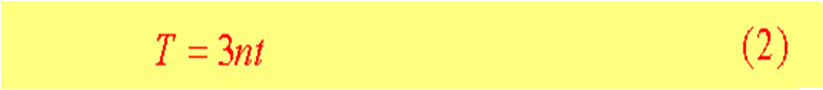 T = 3nt (2)